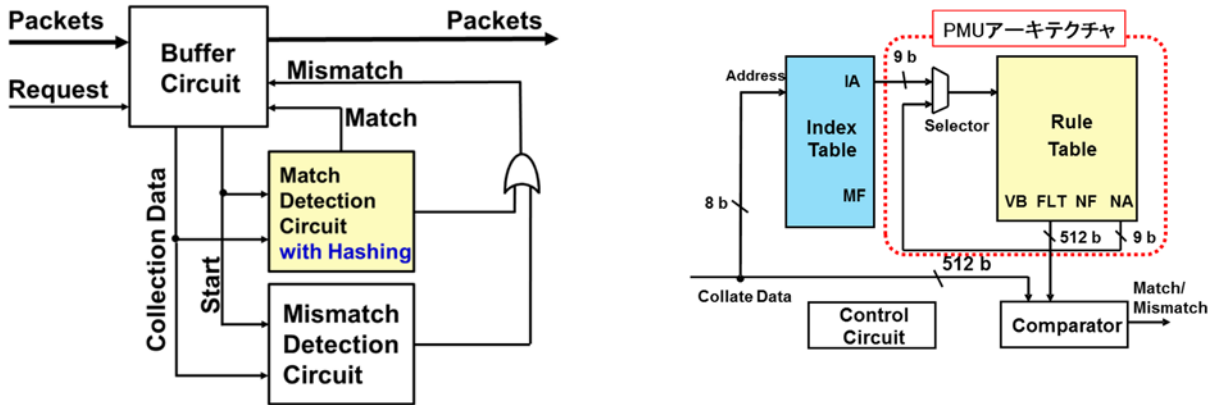 Packets
Packets
Buffer
Circuit
Request
Mismatch
Match
Match
Detection
Circuit
with Hashing
Collection Data
Start
Mismatch
Detection
Circuit
PMUアーキテクチャ
9 b
Address
IA
Index
Table
MF
Selector
Rule
Table
VB FLT NF NA
8 b
512 b
9 b
512 b
Collate Data
Control
Circuit
Comparator
Match/
Mismatch